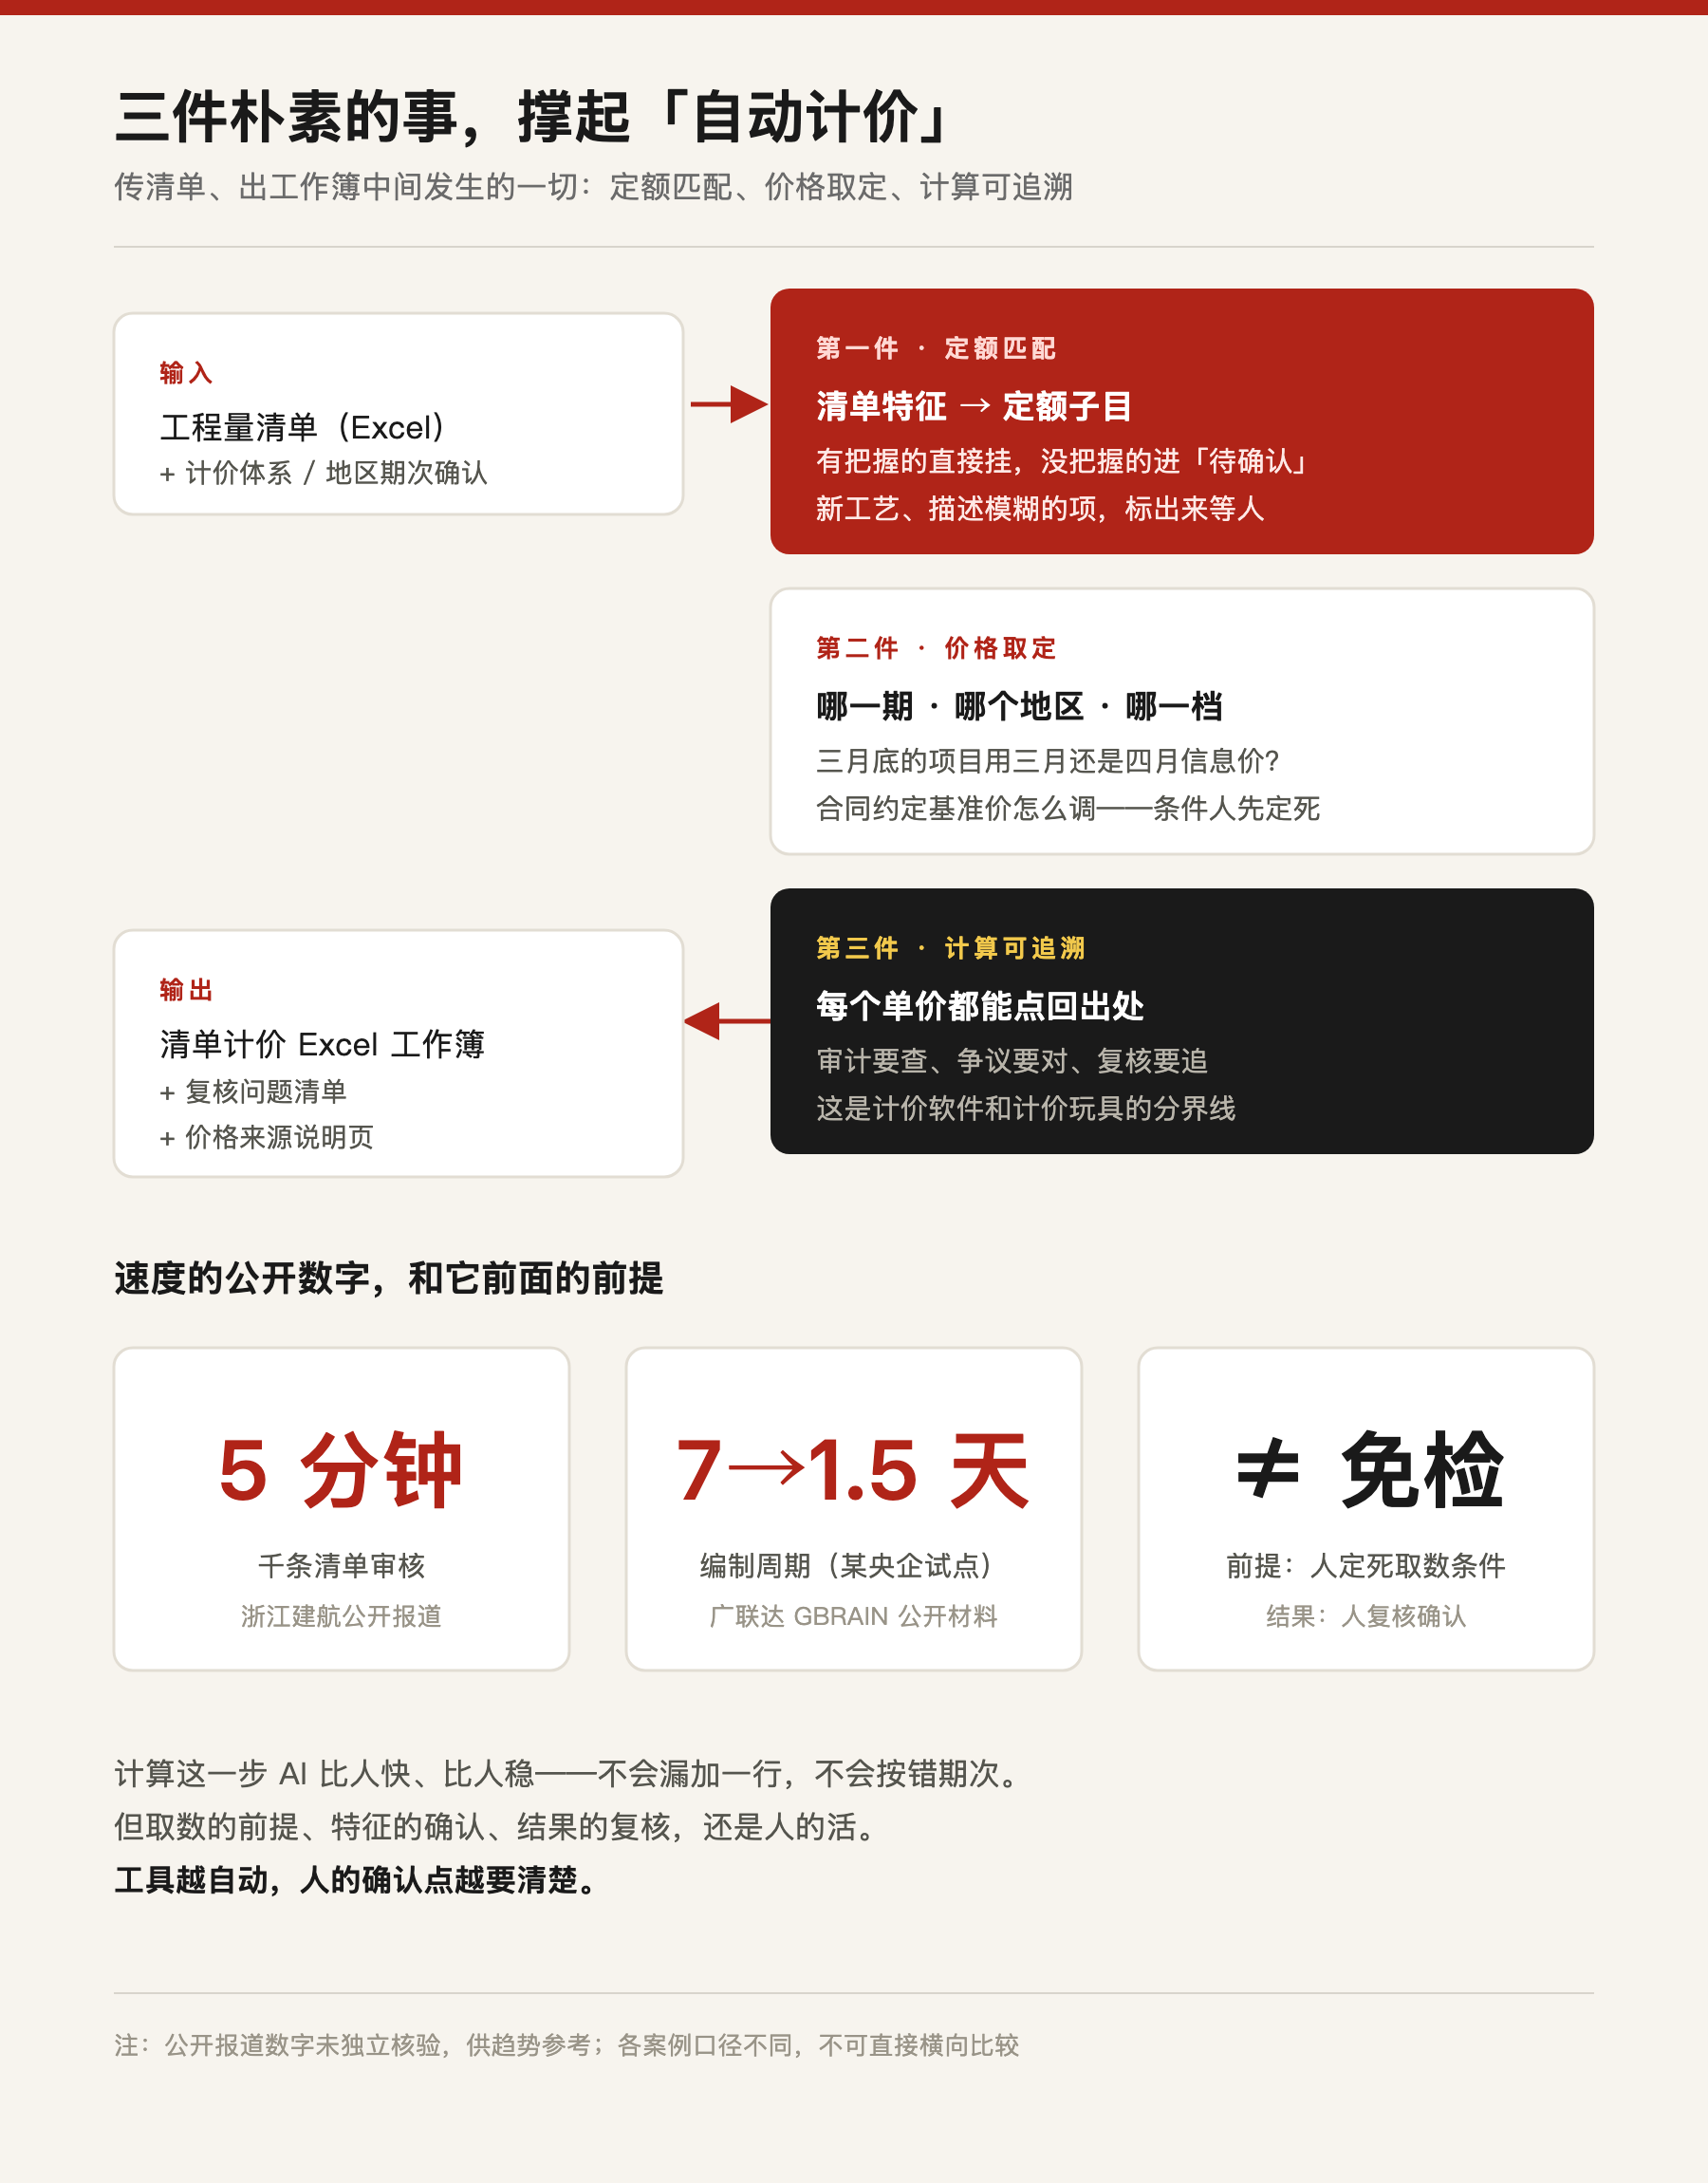 三件朴素的事，撑起「自动计价」
传清单、出工作簿中间发生的一切：定额匹配、价格取定、计算可追溯
输入
工程量清单（Excel）
+ 计价体系 / 地区期次确认
第一件 · 定额匹配
清单特征 → 定额子目
有把握的直接挂，没把握的进「待确认」
新工艺、描述模糊的项，标出来等人
第二件 · 价格取定
哪一期 · 哪个地区 · 哪一档
三月底的项目用三月还是四月信息价？
合同约定基准价怎么调——条件人先定死
第三件 · 计算可追溯
每个单价都能点回出处
审计要查、争议要对、复核要追
这是计价软件和计价玩具的分界线
输出
清单计价 Excel 工作簿
+ 复核问题清单
+ 价格来源说明页
速度的公开数字，和它前面的前提
5 分钟
千条清单审核
浙江建航公开报道
7→1.5 天
编制周期（某央企试点）
广联达 GBRAIN 公开材料
≠ 免检
前提：人定死取数条件
结果：人复核确认
计算这一步 AI 比人快、比人稳——不会漏加一行，不会按错期次。
但取数的前提、特征的确认、结果的复核，还是人的活。
工具越自动，人的确认点越要清楚。
注：公开报道数字未独立核验，供趋势参考；各案例口径不同，不可直接横向比较